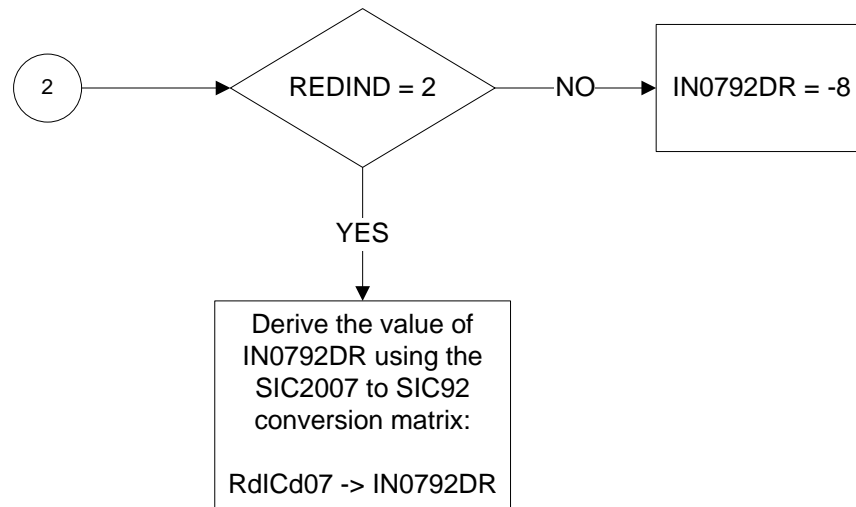 2
REDIND = 2
NO
IN0792DR = -8
YES
Derive the value of
IN0792DR using the
SIC2007 to SIC92
conversion matrix:
RdICd07 -> IN0792DR